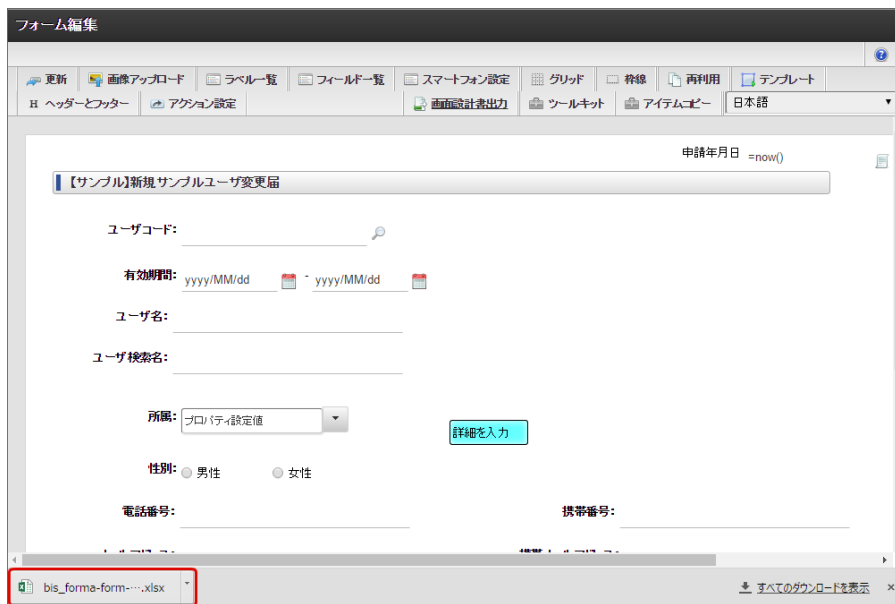 フォーム編集
更新 画像アップロード ラベル一覧 フィールド一覧 スマートフォン設定 グリッド 枠線 再利用 テンプレート
H ヘッダーとフッター アクション設定 画面設計書出力 ツールキット アイテムコピー 日本語
申請年月日 =now()
【サンプル】新規サンプルユーザ変更届
ユーザコード:
有効期間: yyyy/MM/dd - yyyy/MM/dd
ユーザ名:
ユーザ検索名:
所属: プロパティ設定値
詳細を入力
性別: 男性 女性
電話番号: 携帯番号:
bis_forma-form-….xlsx すべてのダウンロードを表示 ×